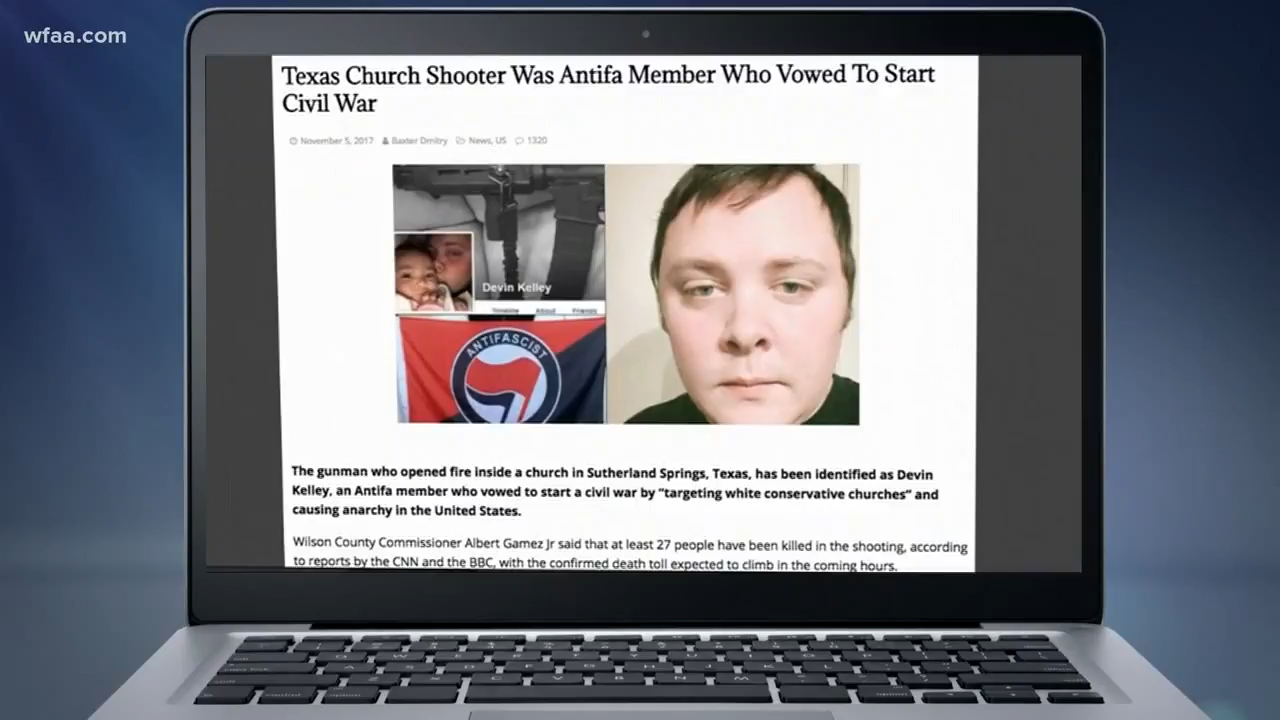 wfaa.com
Texas Church Shooter Was Antifa Member Who Vowed To Start
Civil War
November 5, 2017 Baxter Dmitry News, US 1320
Devin Kelley
Timeline About Friends
ANTIFASCIST
The gunman who opened fire inside a church in Sutherland Springs, Texas, has been identified as Devin
Kelley, an Antifa member who vowed to start a civil war by “targeting white conservative churches” and
causing anarchy in the United States.
Wilson County Commissioner Albert Gamez Jr said that at least 27 people have been killed in the shooting, according
to reports by the CNN and the BBC, with the confirmed death toll expected to climb in the coming hours.